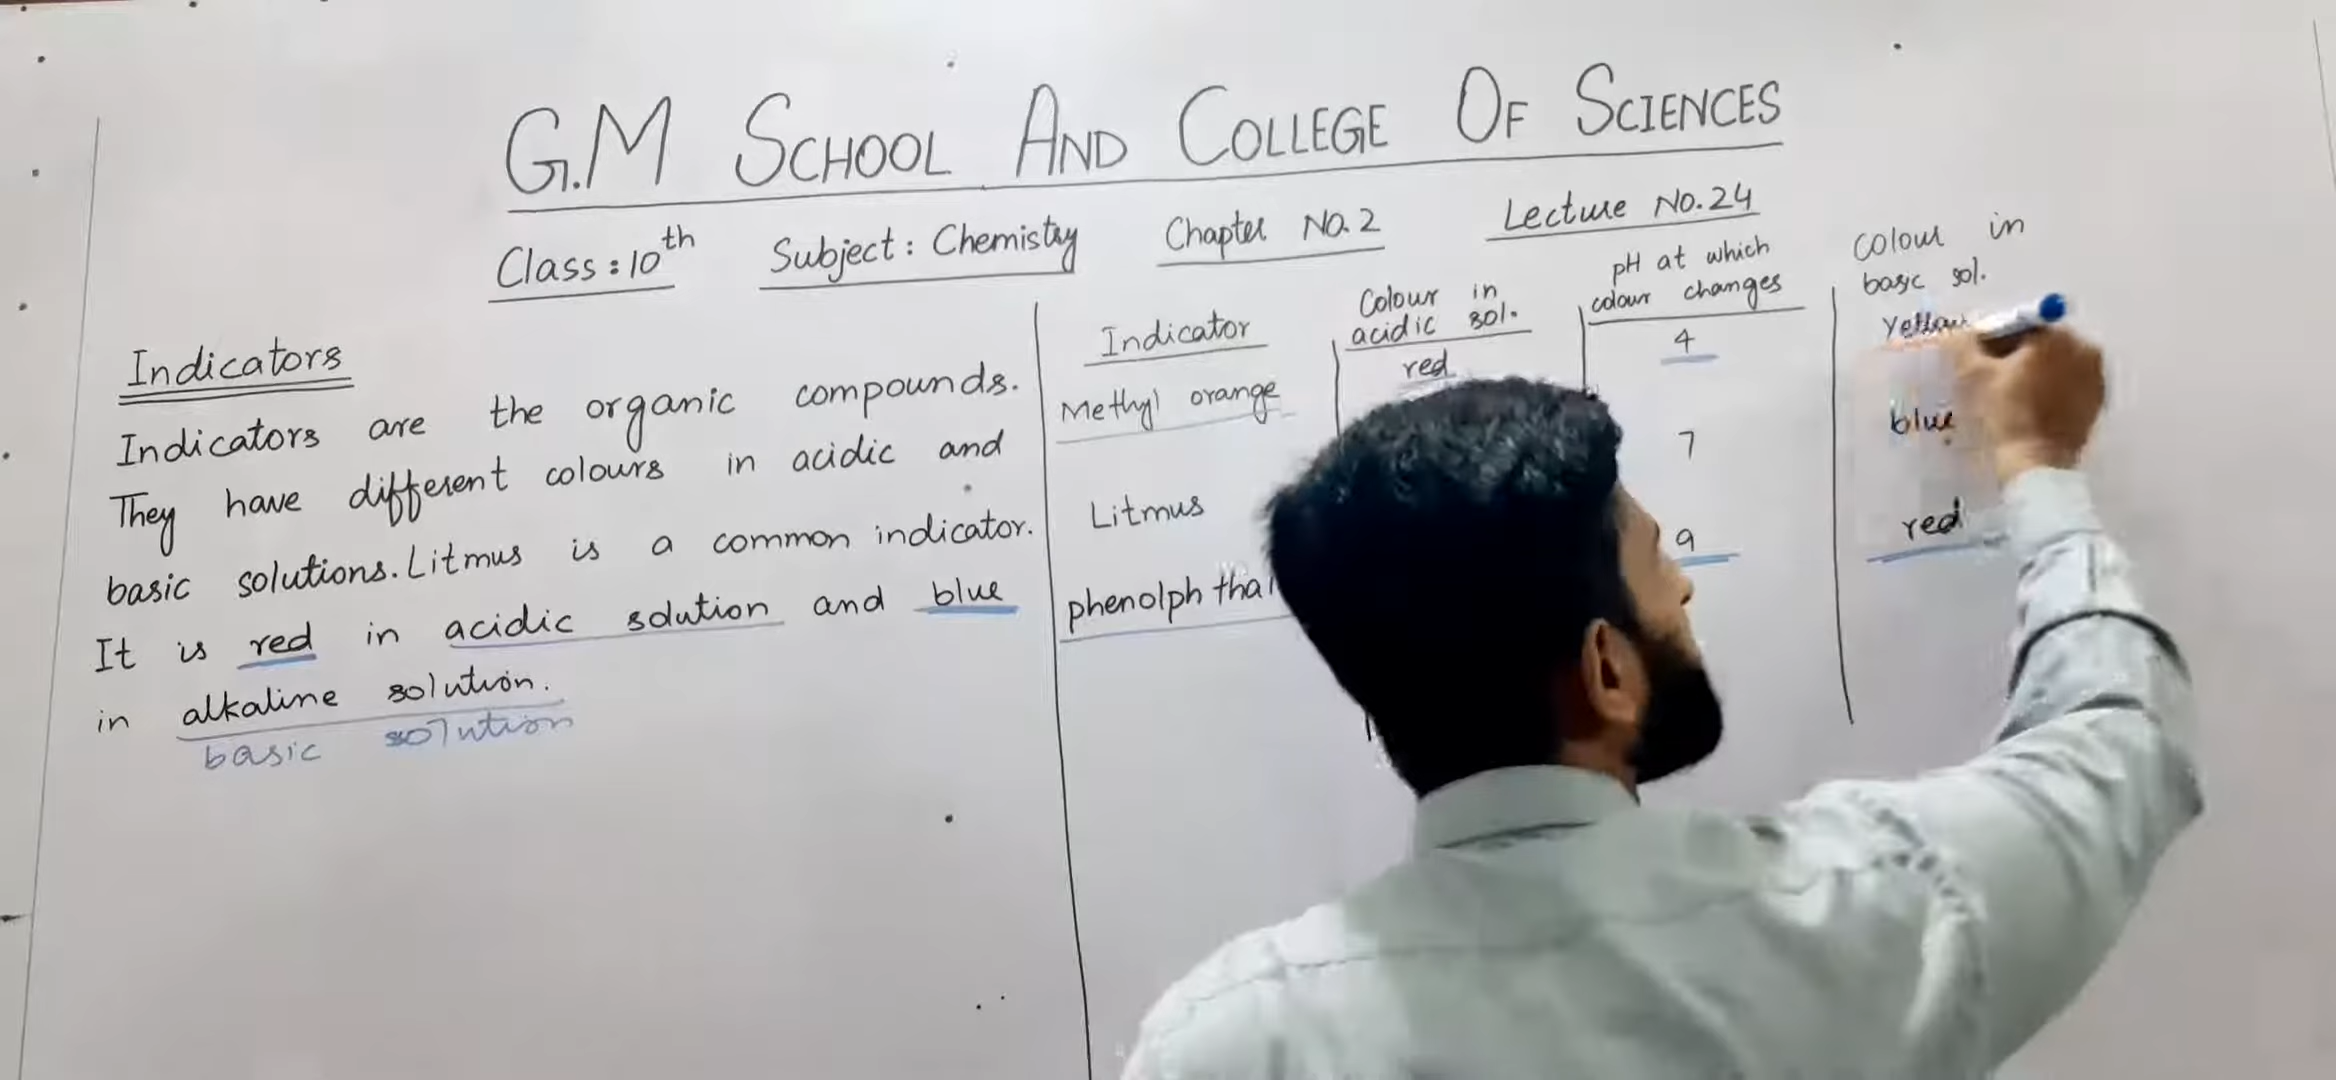 G.M SCHOOL AND COLLEGE OF SCIENCES
Class: 10th Subject: Chemistry Chapter No. 2 Lecture No. 24
Indicators
Indicators are the organic compounds.
They have different colours in acidic and
basic solutions. Litmus is a common indicator.
It is red in acidic solution and blue
in alkaline solution.
basic solution
Indicator
Methyl orange
Litmus
Colour in
acidic sol.
red
pH at which
colour changes
4
7
9
Colour in
basic sol.
yellow
blue
red